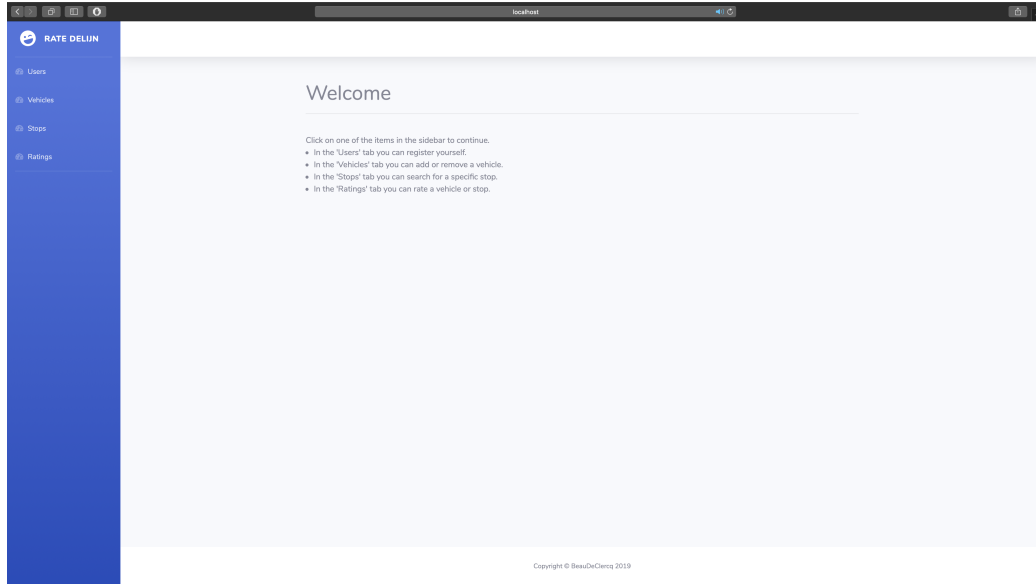 localhost
RATE DELIJN
Users
Vehicles
Stops
Ratings
Welcome
Click on one of the items in the sidebar to continue.
• In the 'Users' tab you can register yourself.
• In the 'Vehicles' tab you can add or remove a vehicle.
• In the 'Stops' tab you can search for a specific stop.
• In the 'Ratings' tab you can rate a vehicle or stop.
Copyright © BeauDeClercq 2019